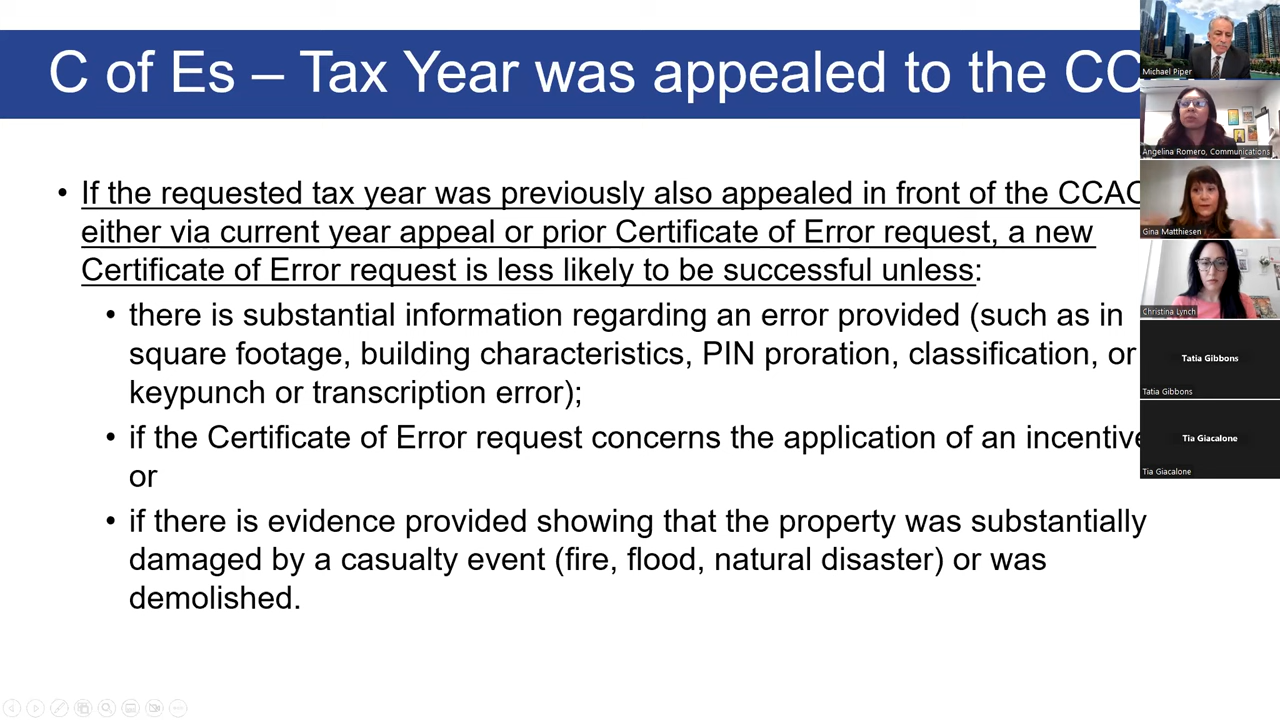 C of Es – Tax Year was appealed to the CC
• If the requested tax year was previously also appealed in front of the CCAO
either via current year appeal or prior Certificate of Error request, a new
Certificate of Error request is less likely to be successful unless:
• there is substantial information regarding an error provided (such as in
square footage, building characteristics, PIN proration, classification, or
keypunch or transcription error);
• if the Certificate of Error request concerns the application of an incentive
or
• if there is evidence provided showing that the property was substantially
damaged by a casualty event (fire, flood, natural disaster) or was
demolished.
Michael Piper
Angelina Romero, Communications
Gina Matthiesen
Christina Lynch
Tatia Gibbons
Tatia Gibbons
Tia Giacalone
Tia Giacalone